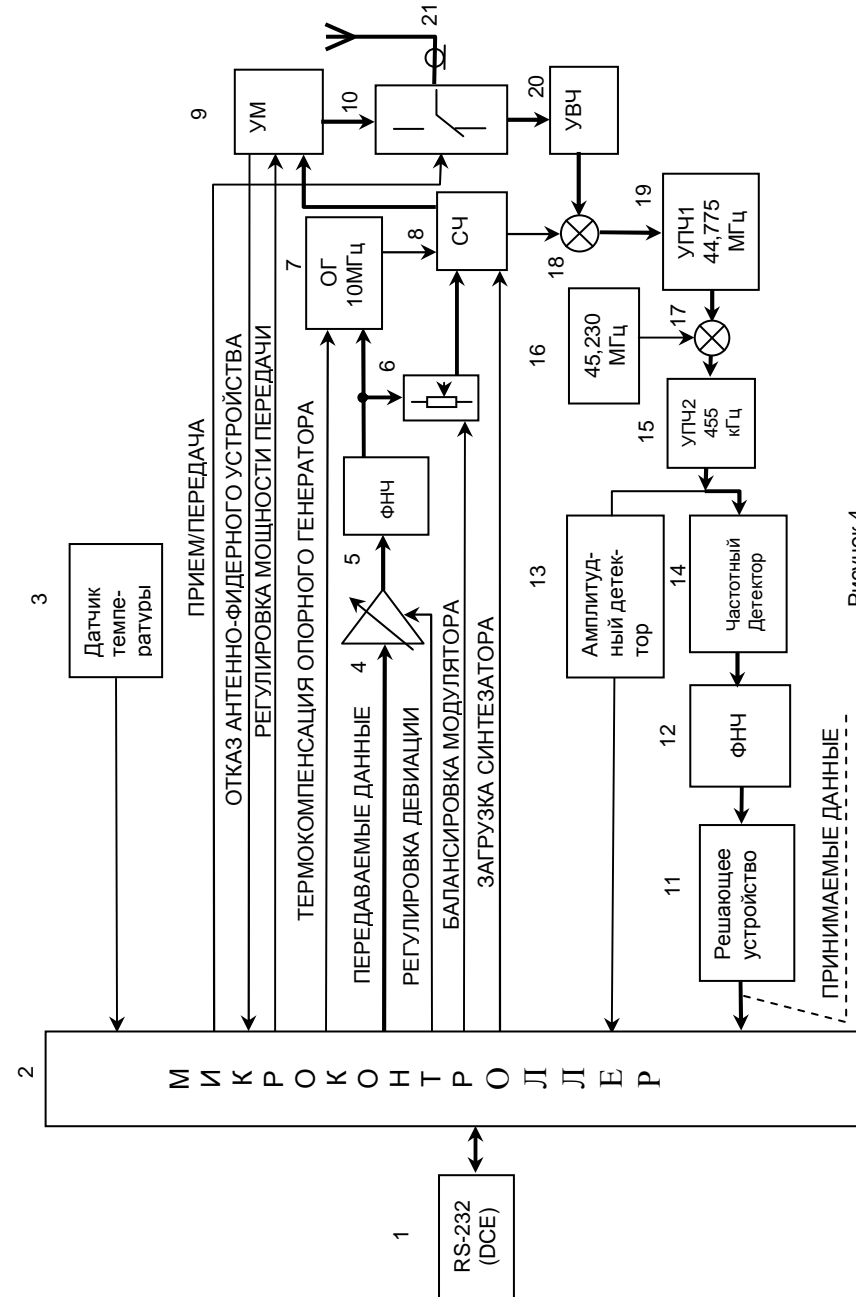 1
RS-232
(DCE)
2
МИКРОКОНТРОЛЛЕР
3
Датчик
темпе-
ратуры
ПРИЕМ/ПЕРЕДАЧА
ОТКАЗ АНТЕННО-ФИДЕРНОГО УСТРОЙСТВА
РЕГУЛИРОВКА МОЩНОСТИ ПЕРЕДАЧИ
ТЕРМОКОМПЕНСАЦИЯ ОПОРНОГО ГЕНЕРАТОРА
ПЕРЕДАВАЕМЫЕ ДАННЫЕ
РЕГУЛИРОВКА ДЕВИАЦИИ
БАЛАНСИРОВКА МОДУЛЯТОРА
ЗАГРУЗКА СИНТЕЗАТОРА
4
5
ФНЧ
6
7
ОГ
10МГц
8
СЧ
9
УМ
10
21
20
УВЧ
19
УПЧ1
44,775
МГц
18
17
16
45,230
МГц
15
УПЧ2
455
кГц
13
Амплитуд-
ный детек-
тор
14
Частотный
Детектор
12
ФНЧ
11
Решающее
устройство
ПРИНИМАЕМЫЕ ДАННЫЕ
Рисунок 4